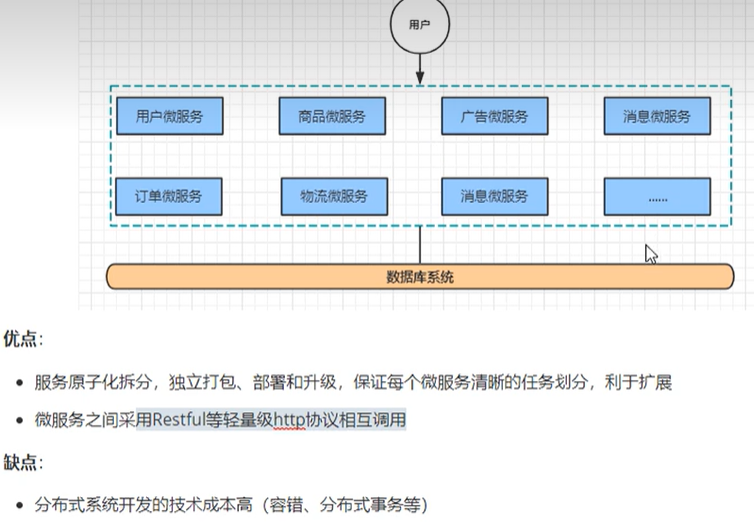 用户
用户微服务 商品微服务 广告微服务 消息微服务
订单微服务 物流微服务 消息微服务 ......
数据库系统
优点：
• 服务原子化拆分，独立打包、部署和升级，保证每个微服务清晰的任务划分，利于扩展
• 微服务之间采用Restful等轻量级http协议相互调用
缺点：
• 分布式系统开发的技术成本高（容错、分布式事务等）